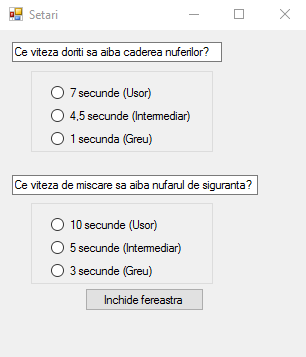 Setari
Ce viteza doriti sa aiba caderea nuferilor?
7 secunde (Usor)
4,5 secunde (Intermediar)
1 secunda (Greu)
Ce viteza de miscare sa aiba nufarul de siguranta?
10 secunde (Usor)
5 secunde (Intermediar)
3 secunde (Greu)
Inchide fereastra